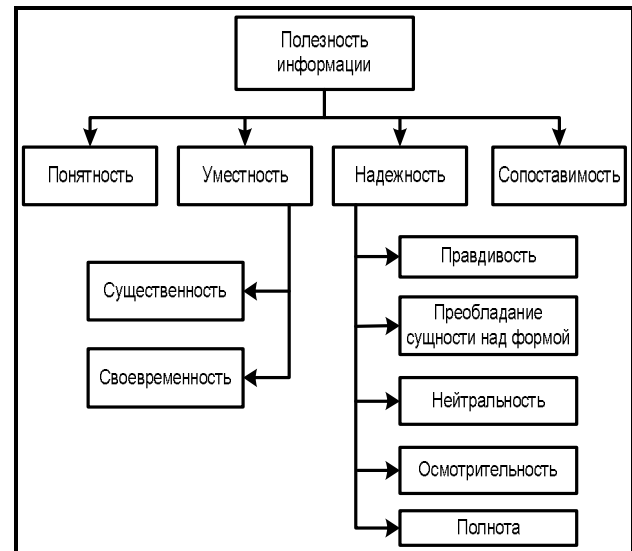 Полезность
информации
Понятность
Уместность
Надежность
Сопоставимость
Существенность
Своевременность
Правдивость
Преобладание
сущности над формой
Нейтральность
Осмотрительность
Полнота